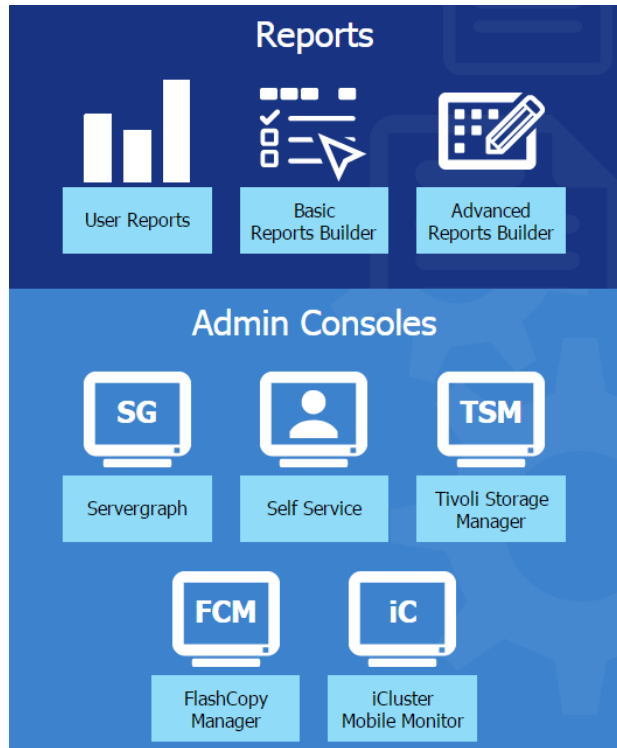 Reports
User Reports
Basic
Reports Builder
Advanced
Reports Builder
Admin Consoles
SG
Servergraph
Self Service
TSM
Tivoli Storage
Manager
FCM
FlashCopy
Manager
iC
iCluster
Mobile Monitor